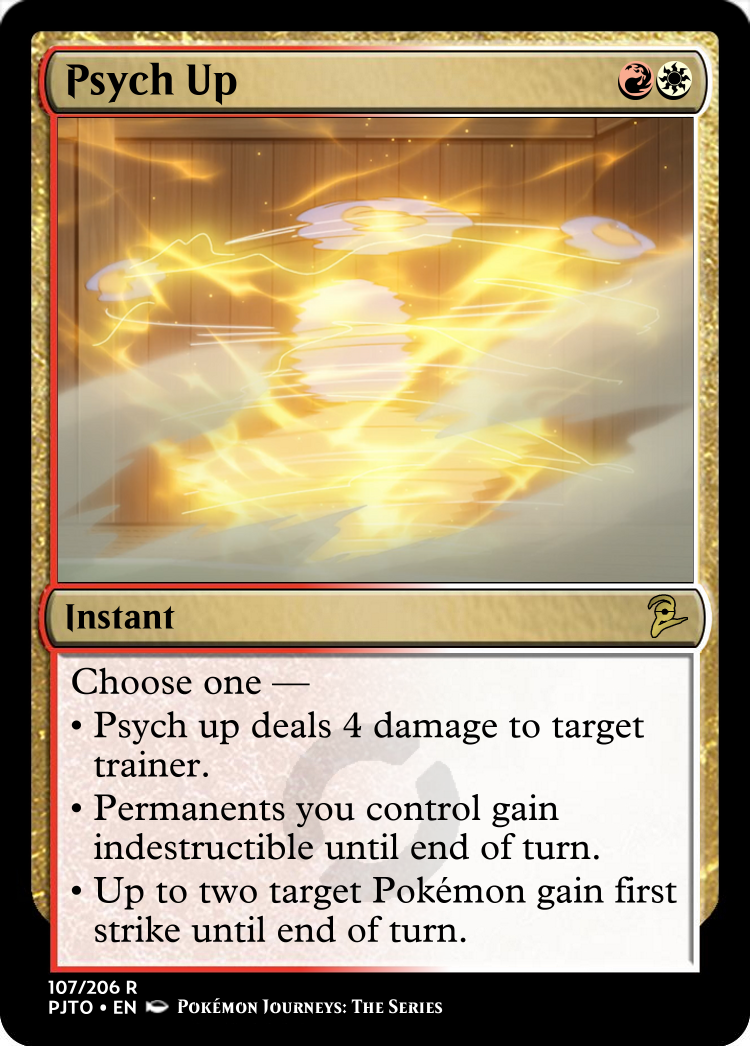 Psych Up
Instant
Choose one —
• Psych up deals 4 damage to target
trainer.
• Permanents you control gain
indestructible until end of turn.
• Up to two target Pokémon gain first
strike until end of turn.
107/206 R
PJTO • EN Pokémon Journeys: The Series